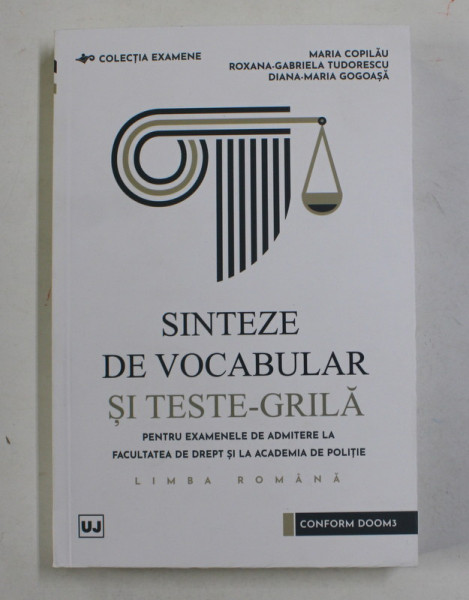 COLECȚIA EXAMENE
MARIA COPILĂU
ROXANA-GABRIELA TUDORESCU
DIANA-MARIA GOGOAȘĂ
SINTEZE
DE VOCABULAR
ȘI TESTE-GRILĂ
PENTRU EXAMENELE DE ADMITERE LA
FACULTATEA DE DREPT ȘI LA ACADEMIA DE POLIȚIE
LIMBA ROMÂNĂ
UJ
CONFORM DOOM3